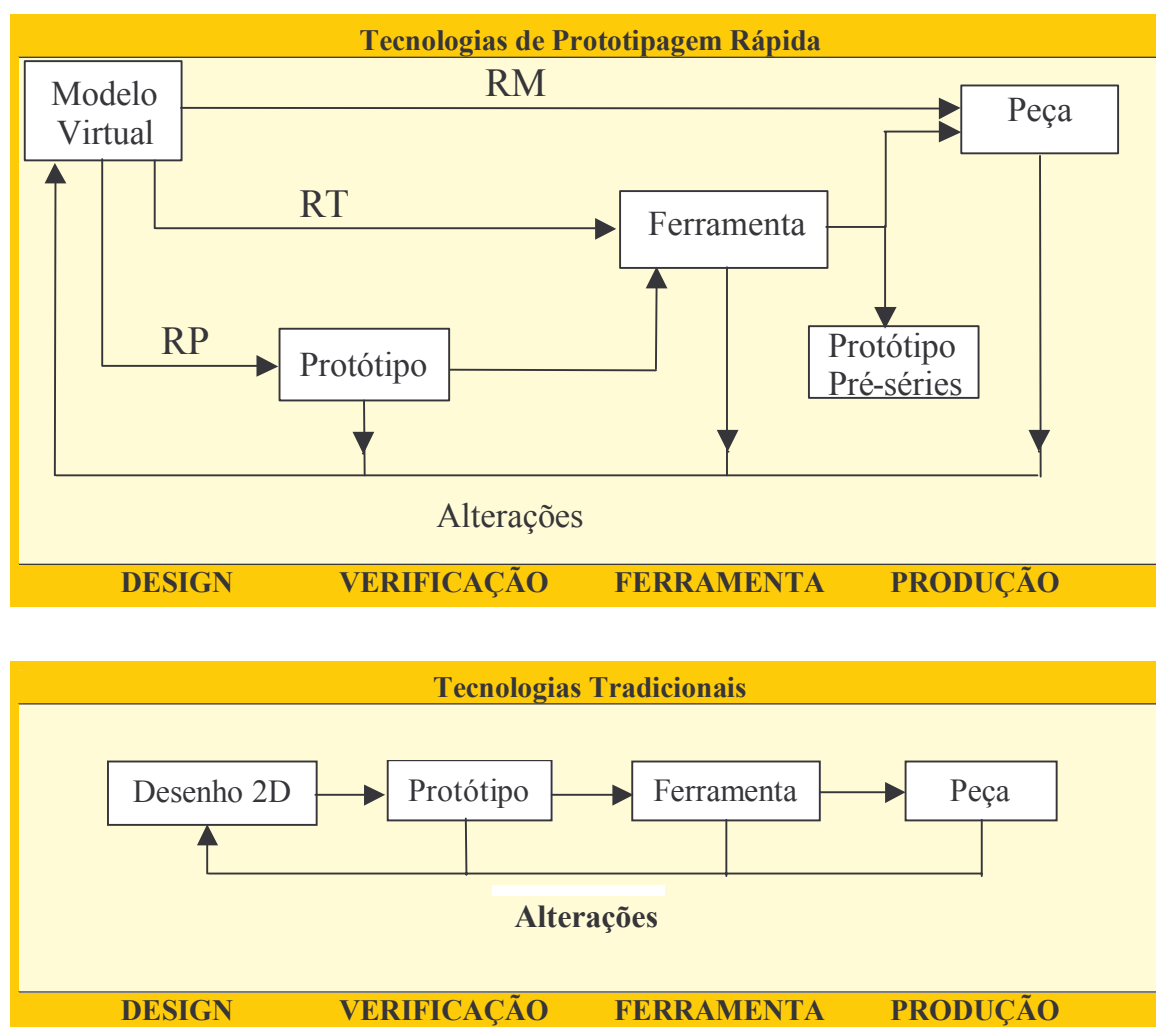 Tecnologias de Prototipagem Rápida
Modelo
Virtual
RM
Peça
RT
Ferramenta
RP
Protótipo
Protótipo
Pré-séries
Alterações
DESIGN VERIFICAÇÃO FERRAMENTA PRODUÇÃO
Tecnologias Tradicionais
Desenho 2D Protótipo Ferramenta Peça
Alterações
DESIGN VERIFICAÇÃO FERRAMENTA PRODUÇÃO